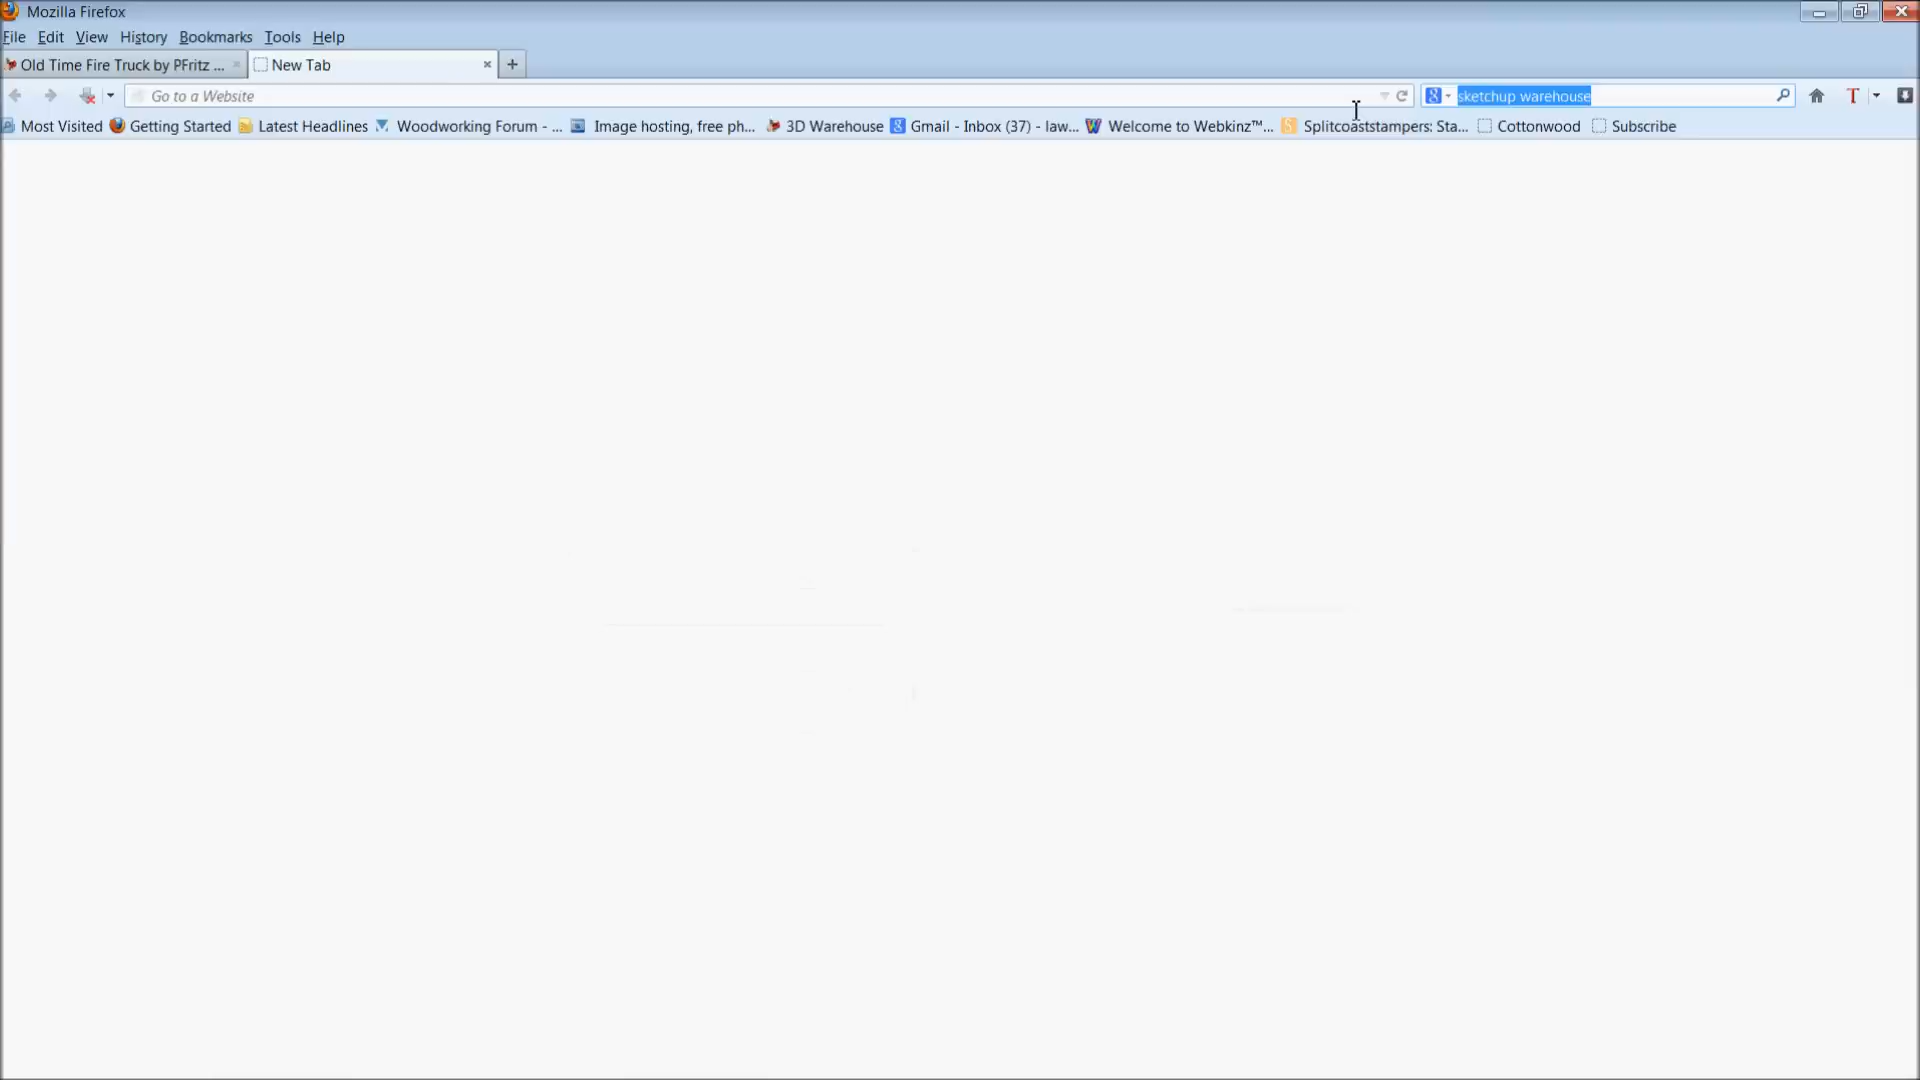 Mozilla Firefox
File Edit View History Bookmarks Tools Help
Old Time Fire Truck by PFritz ... New Tab
Go to a Website sketchup warehouse
Most Visited Getting Started Latest Headlines Woodworking Forum - ... Image hosting, free ph... 3D Warehouse Gmail - Inbox (37) - law... Welcome to Webkinz™... Splitcoaststampers: Sta... Cottonwood Subscribe